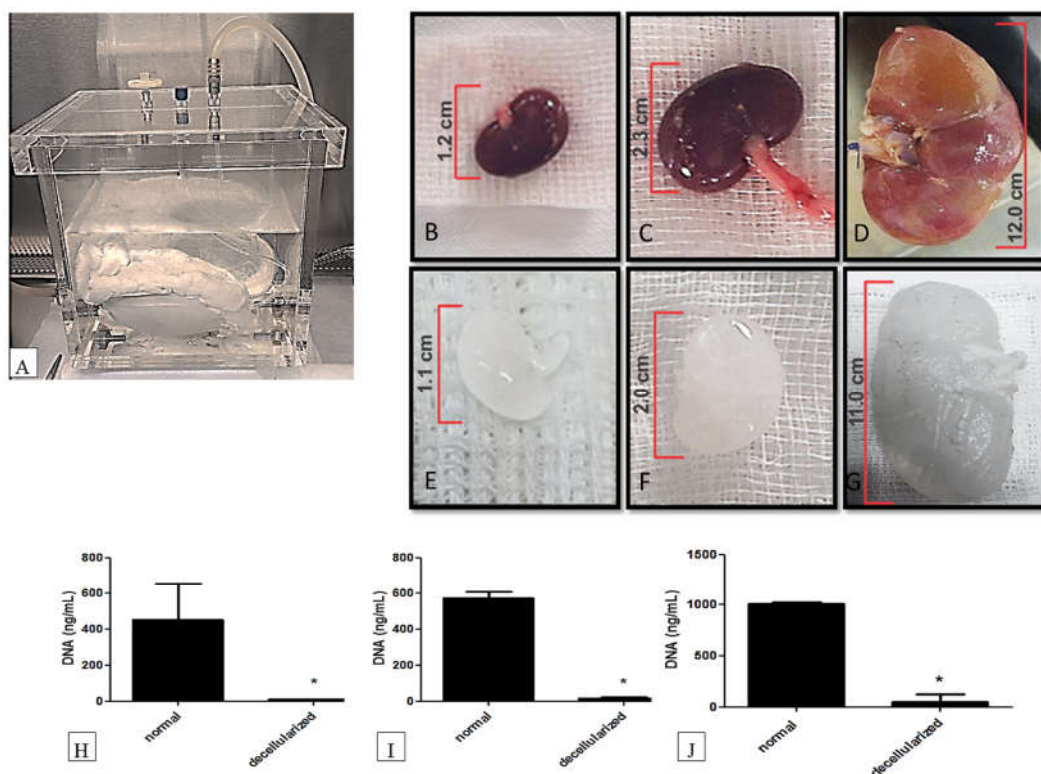 A
1.2 cm
B
2.3 cm
C
12.0 cm
D
1.1 cm
E
2.0 cm
F
11.0 cm
G
800
600
400
200
0
DNA (ng/mL)
*
normal
decellularized
H
800
600
400
200
0
DNA (ng/mL)
*
normal
decellularized
I
1500
1000
500
0
DNA (ng/mL)
*
normal
decellularized
J